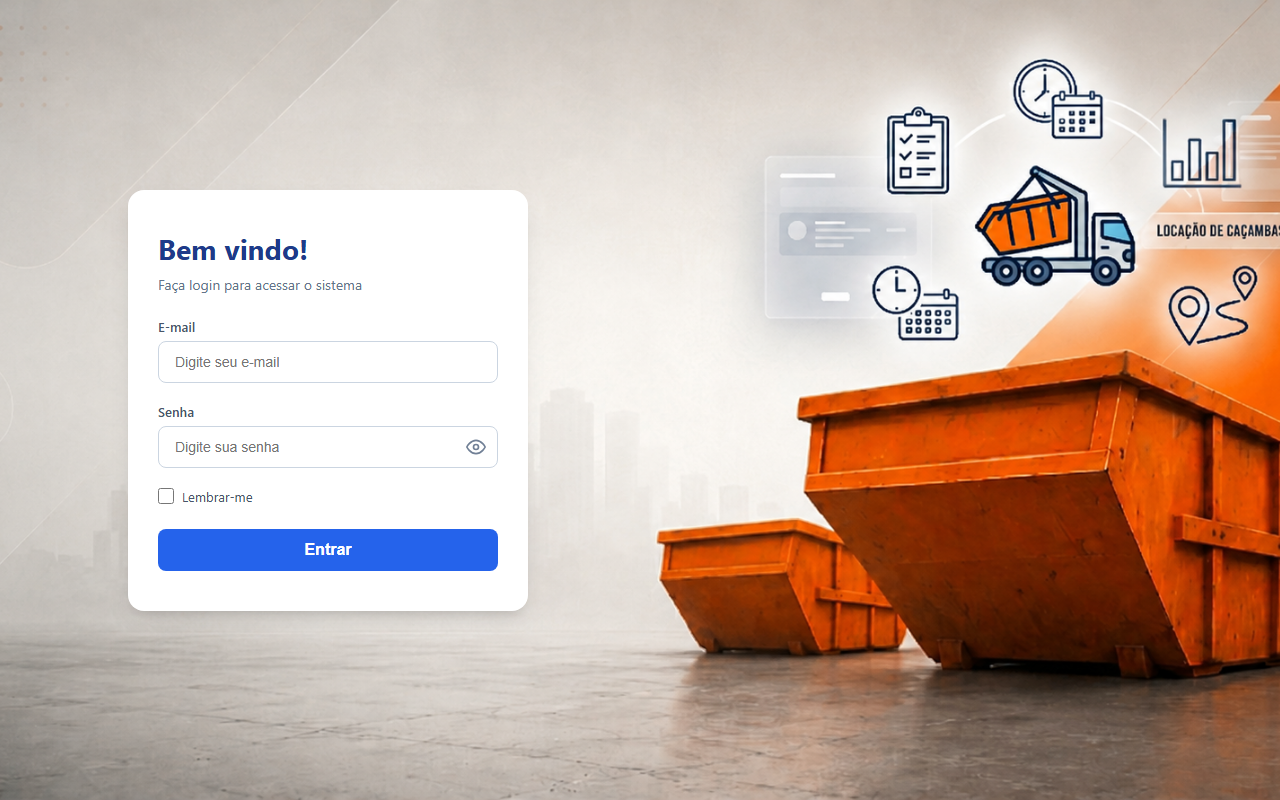 Bem vindo!
Faça login para acessar o sistema
E-mail
Digite seu e-mail
Senha
Digite sua senha
Lembrar-me
Entrar
LOCAÇÃO DE CAÇAMBAS